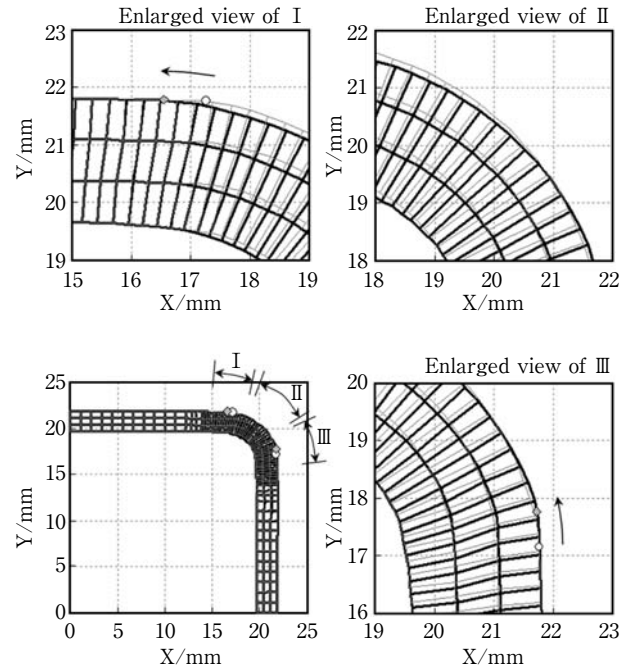 Enlarged view of Ⅰ
23
22
21
20
19
Y/mm
15 16 17 18 19
X/mm
Enlarged view of Ⅱ
22
21
20
19
18
Y/mm
18 19 20 21 22
X/mm
Ⅰ
Ⅱ
Ⅲ
25
20
15
10
5
0
Y/mm
0 5 10 15 20 25
X/mm
Enlarged view of Ⅲ
20
19
18
17
16
Y/mm
19 20 21 22 23
X/mm